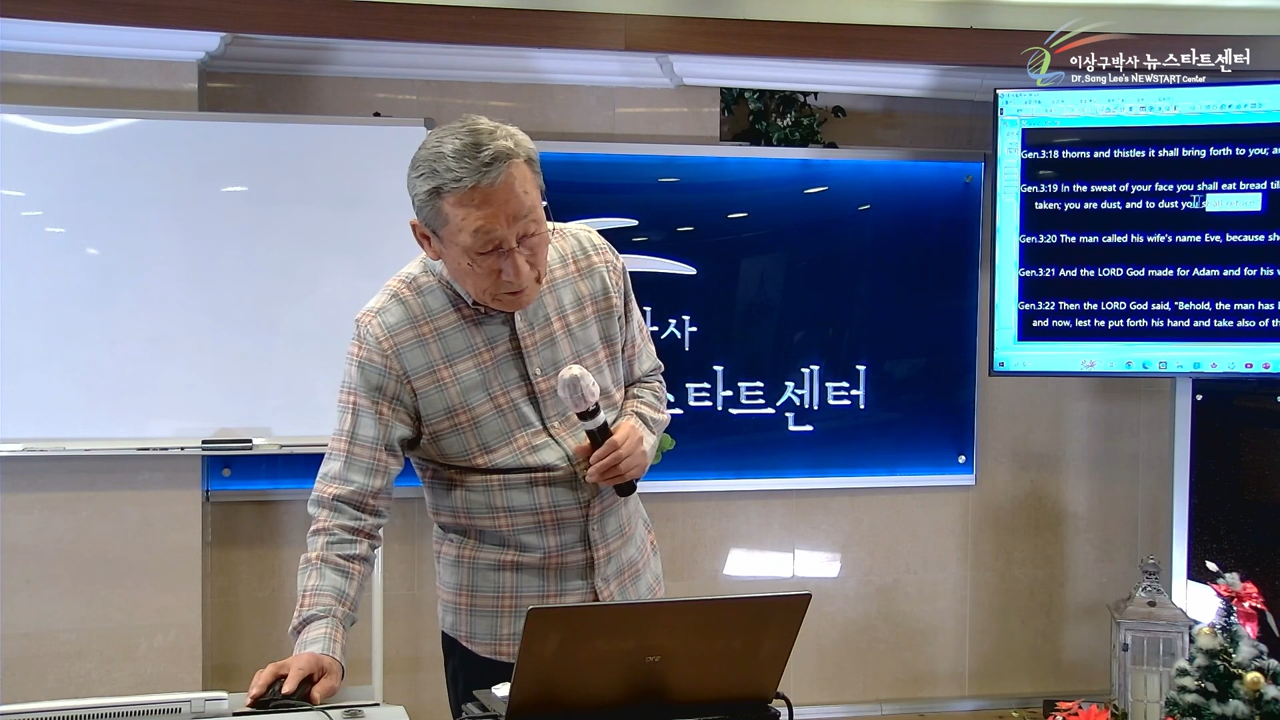 이상구박사 뉴스타트센터
Dr. Sang Lee's NEWSTART Center
Gen.3:18 thorns and thistles it shall bring forth to you;
Gen.3:19 In the sweat of your face you shall eat bread
taken; you are dust, and to dust you shall return
Gen.3:20 The man called his wife's name Eve, because
Gen.3:21 And the LORD God made for Adam and for his
Gen.3:22 Then the LORD God said, "Behold, the man has
and now, lest he put forth his hand and take also of
사
스타트센터
acer